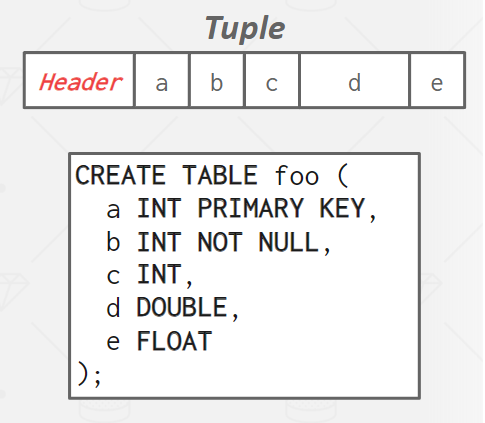 Tuple
Header a b c d e
CREATE TABLE foo (
a INT PRIMARY KEY,
b INT NOT NULL,
c INT,
d DOUBLE,
e FLOAT
);